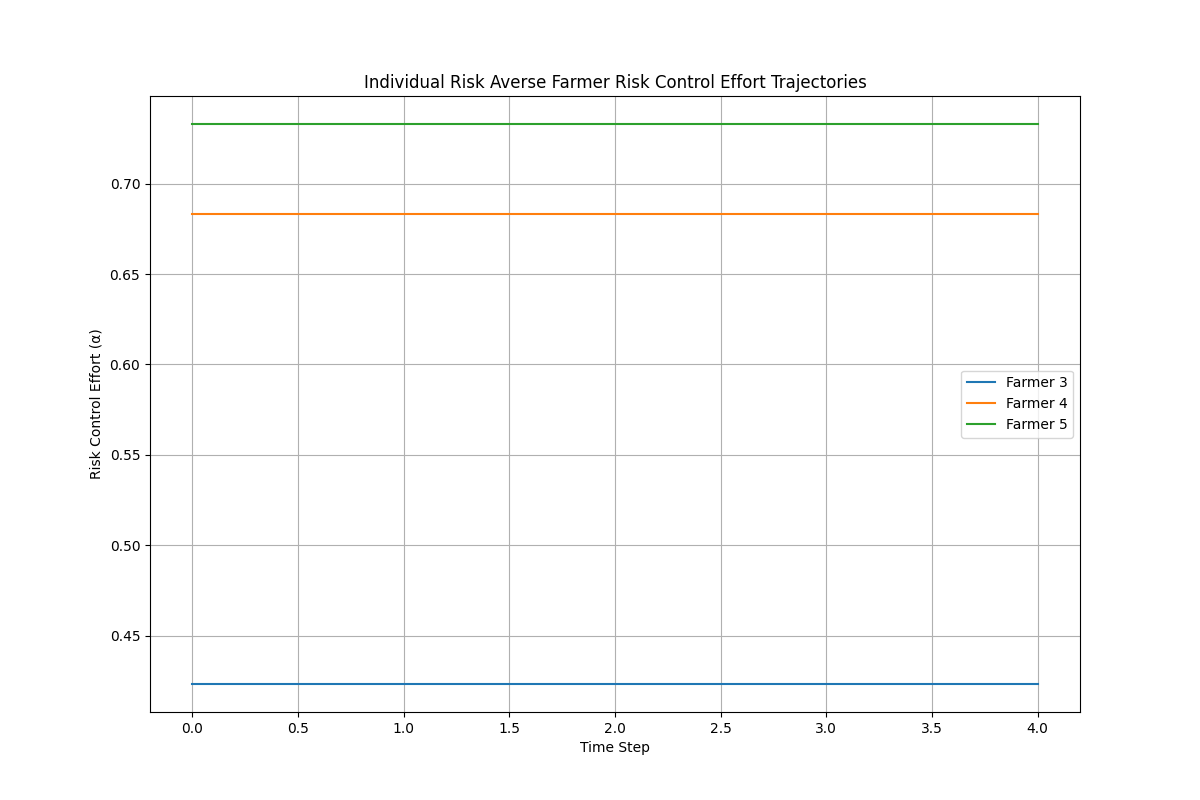 Individual Risk Averse Farmer Risk Control Effort Trajectories
Risk Control Effort (α)
0.70
0.65
0.60
0.55
0.50
0.45
Farmer 3
Farmer 4
Farmer 5
0.0 0.5 1.0 1.5 2.0 2.5 3.0 3.5 4.0
Time Step